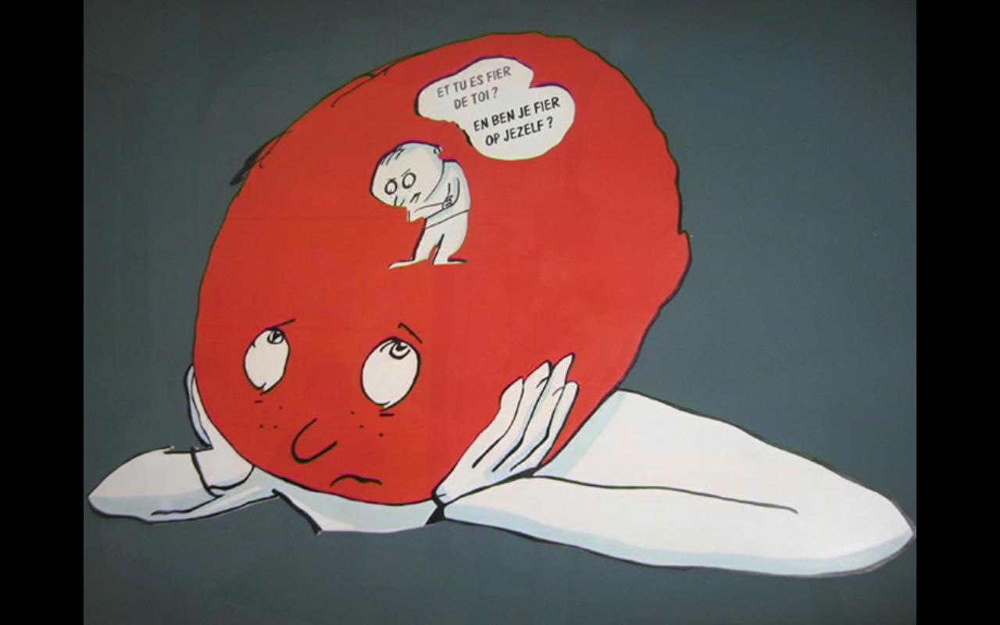 ET TU ES FIER
DE TOI ?
EN BEN JE FIER
OP JEZELF ?